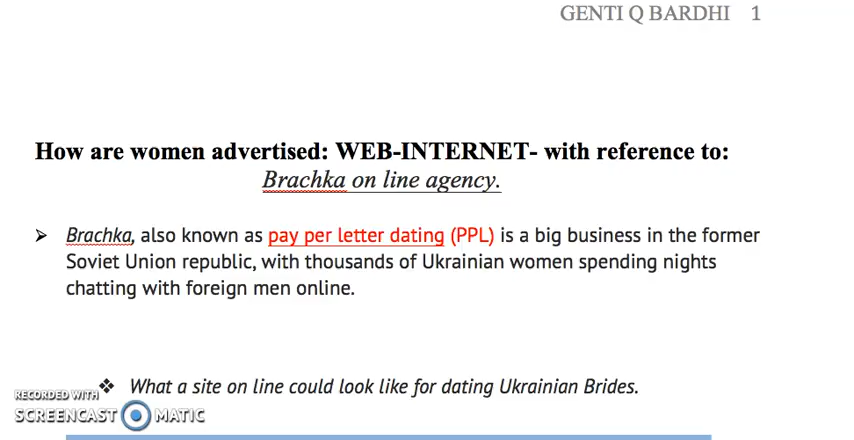 GENTI Q BARDHI 1
How are women advertised: WEB-INTERNET- with reference to:
Brachka on line agency.
➢ Brachka, also known as pay per letter dating (PPL) is a big business in the former
Soviet Union republic, with thousands of Ukrainian women spending nights
chatting with foreign men online.
❖ What a site on line could look like for dating Ukrainian Brides.
RECORDED WITH
SCREENCAST MATIC